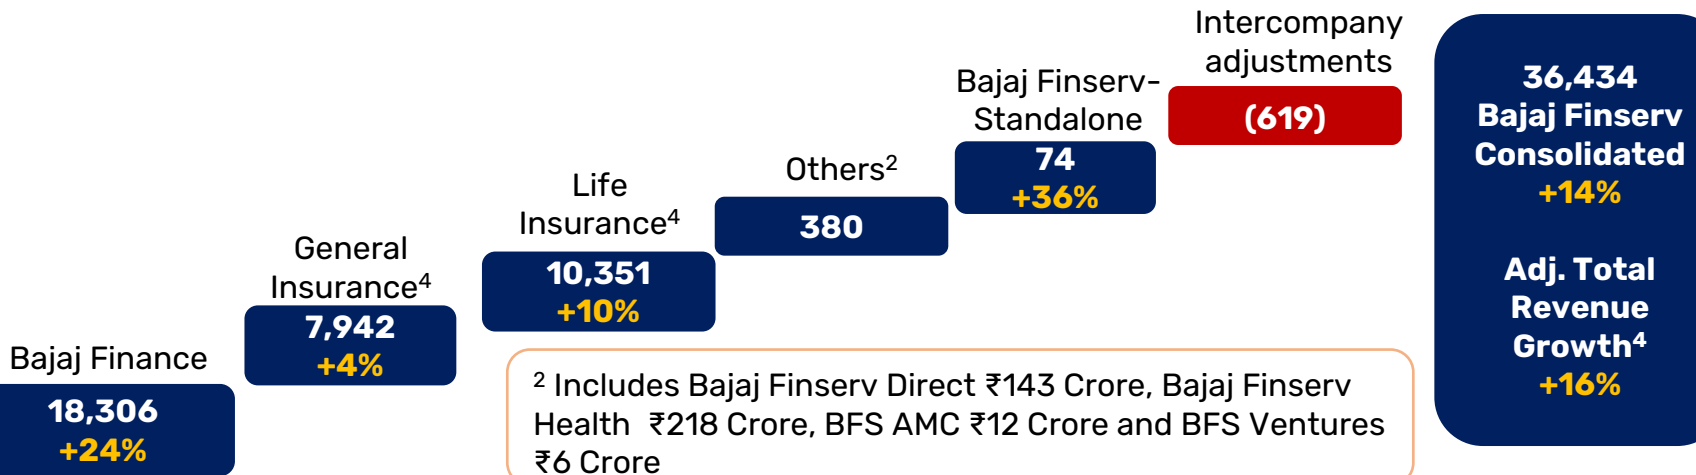 Bajaj Finance
18,306
+24%
General
Insurance⁴
7,942
+4%
Life
Insurance⁴
10,351
+10%
Others²
380
Bajaj Finserv-
Standalone
74
+36%
Intercompany
adjustments
(619)
36,434
Bajaj Finserv
Consolidated
+14%
Adj. Total
Revenue
Growth⁴
+16%
² Includes Bajaj Finserv Direct ₹143 Crore, Bajaj Finserv
Health ₹218 Crore, BFS AMC ₹12 Crore and BFS Ventures
₹6 Crore